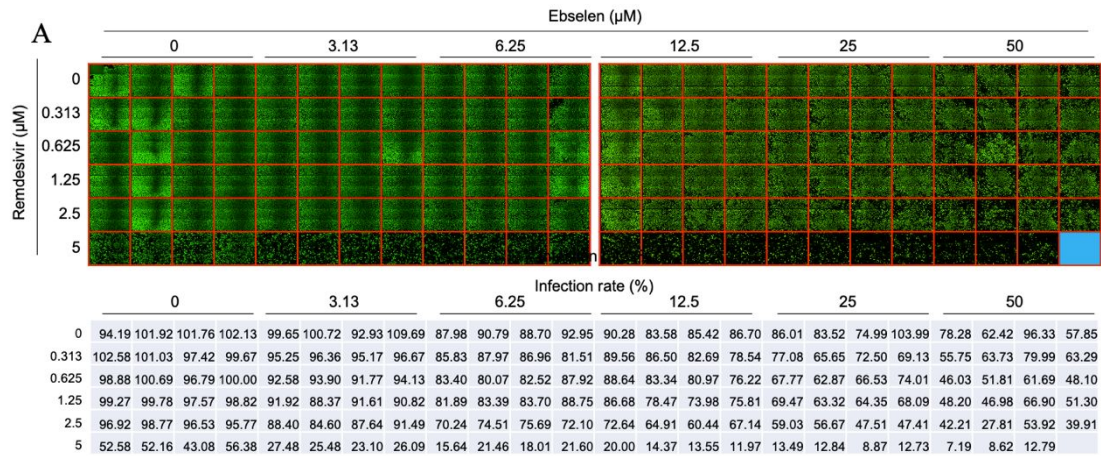 Ebselen (μM)
A
0 3.13 6.25 12.5 25 50
Remdesivir (μM)
0
0.313
0.625
1.25
2.5
5
n
Infection rate (%)
0 3.13 6.25 12.5 25 50
0 94.19 101.92 101.76 102.13 99.65 100.72 92.93 109.69 87.98 90.79 88.70 92.95 90.28 83.58 85.42 86.70 86.01 83.52 74.99 103.99 78.28 62.42 96.33 57.85
0.313 102.58 101.03 97.42 99.67 95.25 96.36 95.17 96.67 85.83 87.97 86.96 81.51 89.56 86.50 82.69 78.54 77.08 65.65 72.50 69.13 55.75 63.73 79.99 63.29
0.625 98.88 100.69 96.79 100.00 92.58 93.90 91.77 94.13 83.40 80.07 82.52 87.92 88.64 83.34 80.97 76.22 67.77 62.87 66.53 74.01 46.03 51.81 61.69 48.10
1.25 99.27 99.78 97.57 98.82 91.92 88.37 91.61 90.82 81.89 83.39 83.70 88.75 86.68 78.47 73.98 75.81 69.47 63.32 64.35 68.09 48.20 46.98 66.90 51.30
2.5 96.92 98.77 96.53 95.77 88.40 84.60 87.64 91.49 70.24 74.51 75.69 72.10 72.64 64.91 60.44 67.14 59.03 56.67 47.51 47.41 42.21 27.81 53.92 39.91
5 52.58 52.16 43.08 56.38 27.48 25.48 23.10 26.09 15.64 21.46 18.01 21.60 20.00 14.37 13.55 11.97 13.49 12.84 8.87 12.73 7.19 8.62 12.79